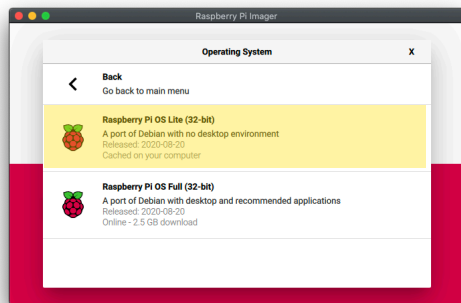 Raspberry Pi Imager
Operating System
X
Back
Go back to main menu
Raspberry Pi OS Lite (32-bit)
A port of Debian with no desktop environment
Released: 2020-08-20
Cached on your computer
Raspberry Pi OS Full (32-bit)
A port of Debian with desktop and recommended applications
Released: 2020-08-20
Online - 2.5 GB download